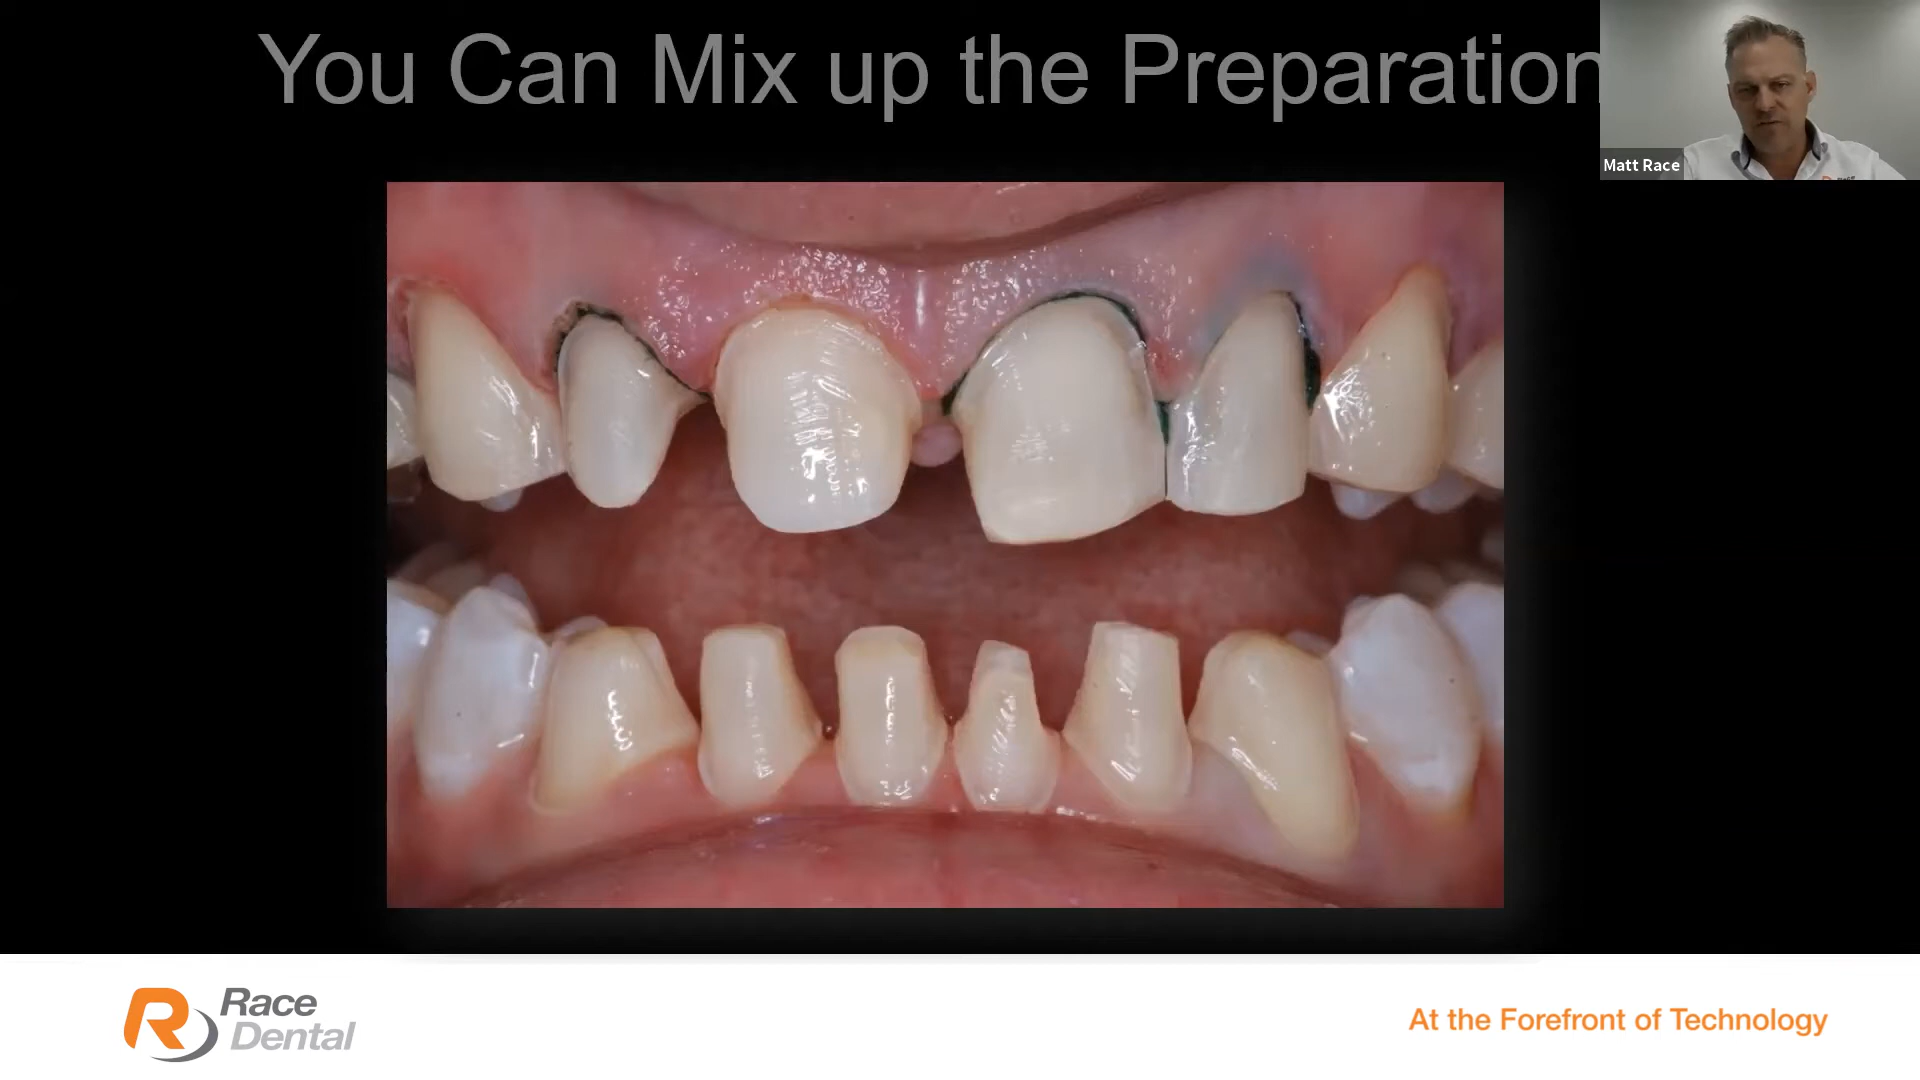 You Can Mix up the Preparation
Matt Race
Race
Dental
At the Forefront of Technology